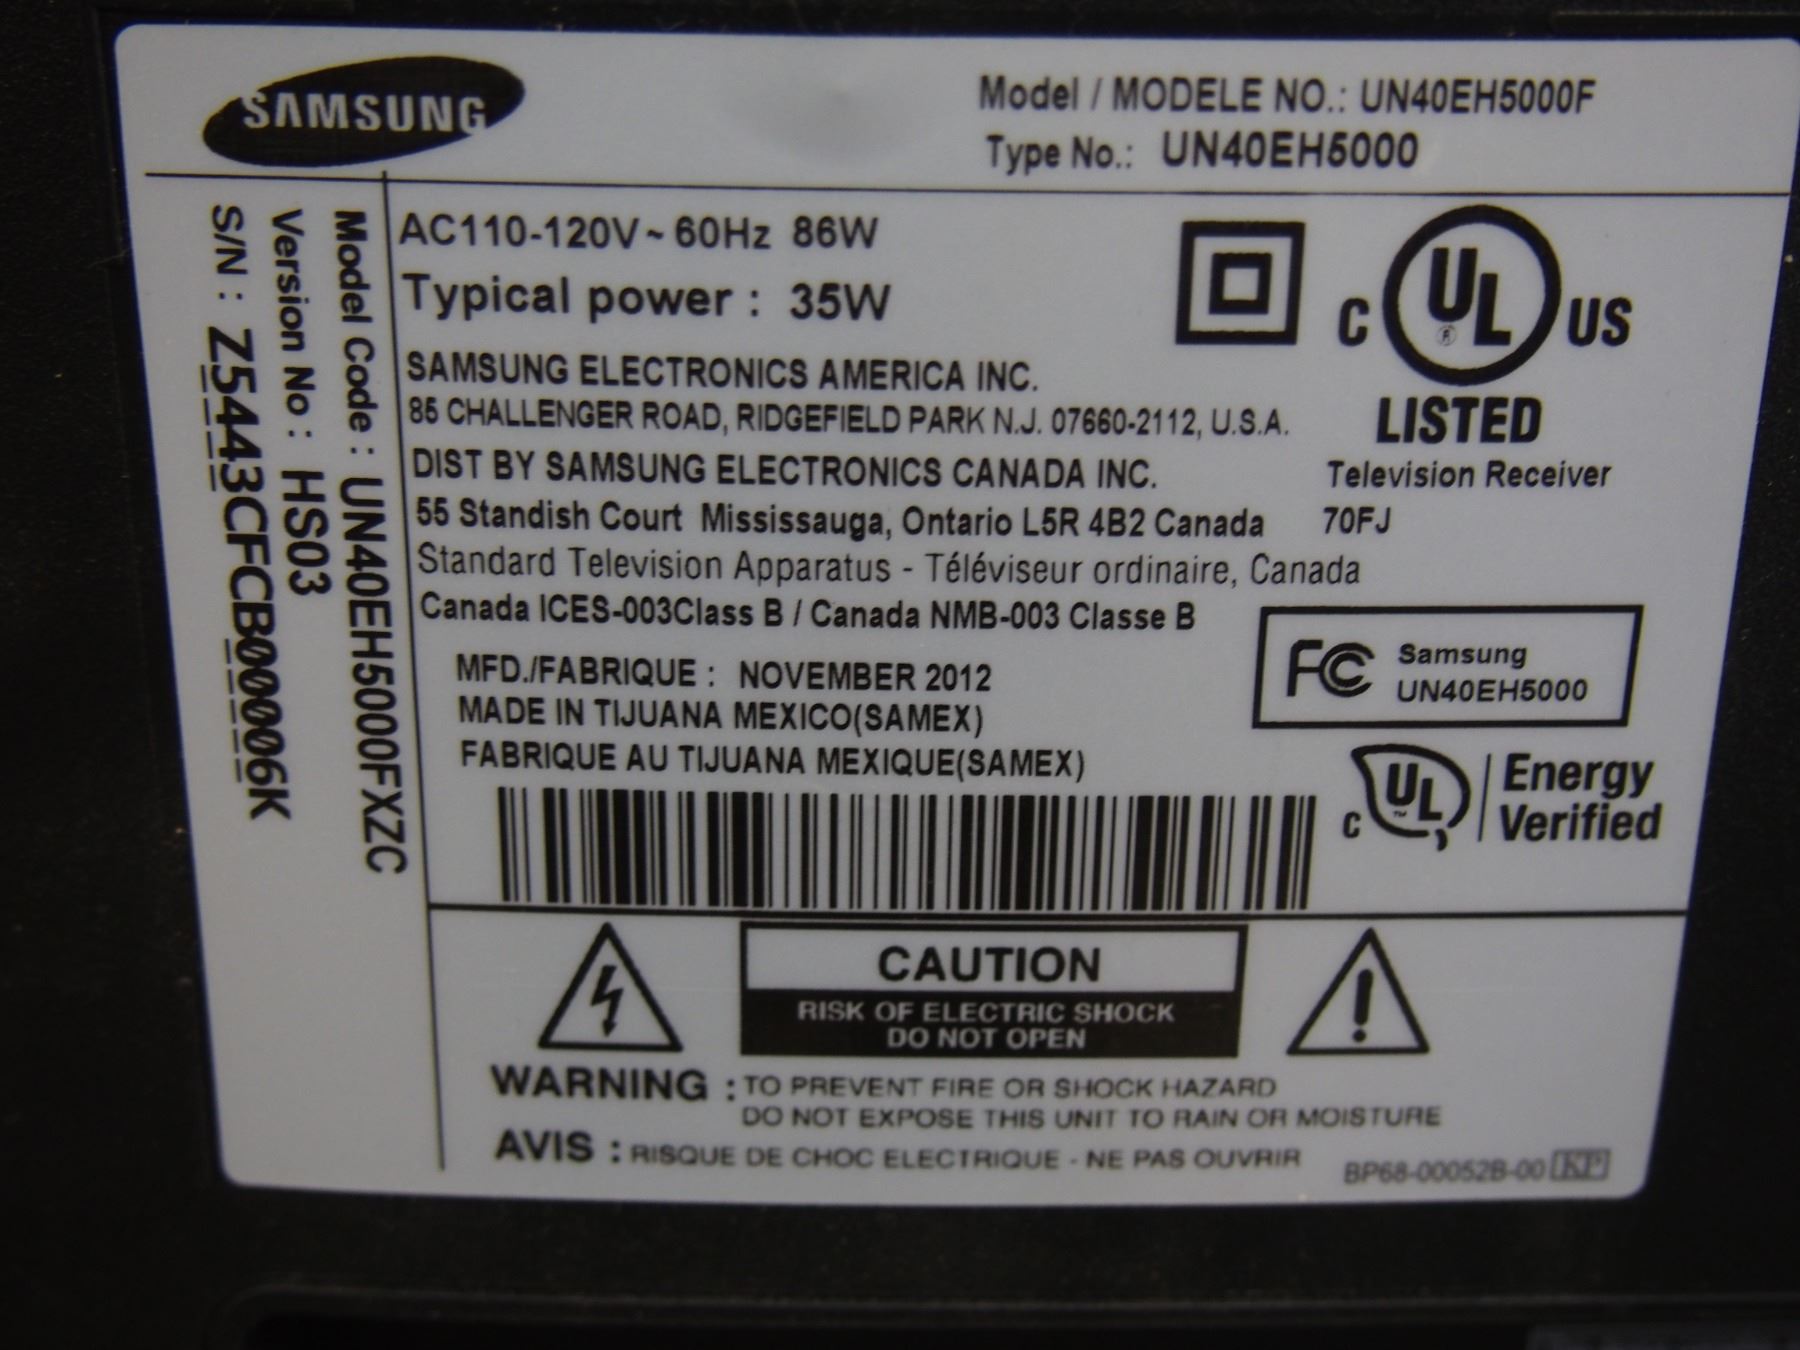 SAMSUNG
Model / MODELE NO.: UN40EH5000F
Type No.: UN40EH5000
Model Code : UN40EH5000FXZC
Version No : HS03
S/N : Z5443CFCB00006K
AC110-120V~60Hz 86W
Typical power : 35W
SAMSUNG ELECTRONICS AMERICA INC.
85 CHALLENGER ROAD, RIDGEFIELD PARK N.J. 07660-2112, U.S.A.
DIST BY SAMSUNG ELECTRONICS CANADA INC.
55 Standish Court Mississauga, Ontario L5R 4B2 Canada
Standard Television Apparatus - Téléviseur ordinaire, Canada
Canada ICES-003Class B / Canada NMB-003 Classe B
C UL ® US
LISTED
Television Receiver
70FJ
MFD./FABRIQUE : NOVEMBER 2012
MADE IN TIJUANA MEXICO(SAMEX)
FABRIQUE AU TIJUANA MEXIQUE(SAMEX)
FC Samsung
UN40EH5000
C UL ™ Energy
Verified
CAUTION
RISK OF ELECTRIC SHOCK
DO NOT OPEN
WARNING : TO PREVENT FIRE OR SHOCK HAZARD
DO NOT EXPOSE THIS UNIT TO RAIN OR MOISTURE
AVIS : RISQUE DE CHOC ELECTRIQUE - NE PAS OUVRIR
BP68-00052B-00 KP